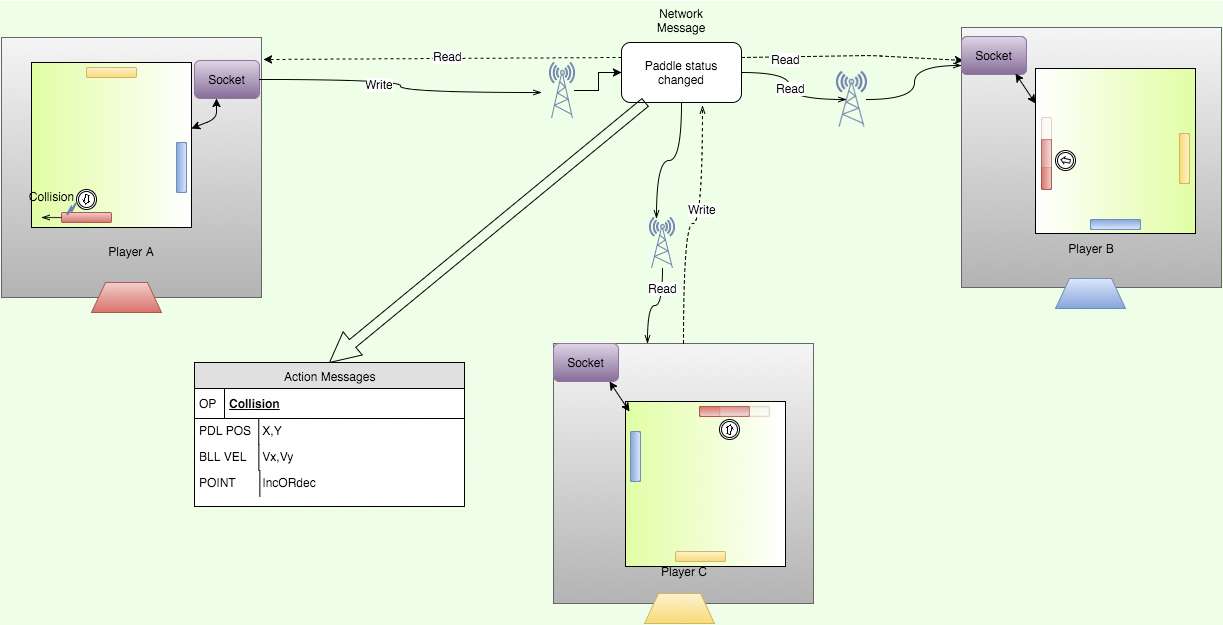 Network
Message
Paddle status
changed
Read
Write
Read
Read
Socket
Socket
Collision
Player A
Player B
Write
Read
Socket
Player C
Action Messages
OP Collision
PDL POS X,Y
BLL VEL Vx,Vy
POINT IncORdec